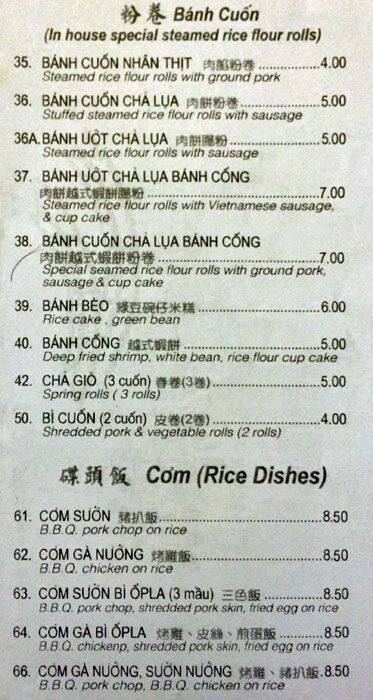 粉卷 Bánh Cuốn
(In house special steamed rice flour rolls)
35. BÁNH CUỐN NHÂN THỊT 肉餡粉卷 ..................4.00
Steamed rice flour rolls with ground pork
36. BÁNH CUỐN CHẢ LỤA 肉餅粉卷 ......................5.00
Stuffed steamed rice flour rolls with sausage
36A. BÁNH UỐT CHẢ LỤA 肉餅腸粉 ........................5.00
Steamed rice flour rolls with sausage
37. BÁNH UỐT CHẢ LỤA BÁNH CỐNG
肉餅越式蝦餅腸粉 ...........................................7.00
Steamed rice flour rolls with Vietnamese sausage,
& cup cake
38. BÁNH CUỐN CHẢ LỤA BÁNH CỐNG
肉餅越式蝦餅粉卷 ...........................................7.00
Special seamed rice flour rolls with ground pork,
sausage & cup cake
39. BÁNH BÈO 綠豆碗仔米糕 ...............................6.00
Rice cake , green bean
40. BÁNH CỐNG 越式蝦餅 ...................................5.00
Deep fried shrimp, white bean, rice flour cup cake
42. CHẢ GIÒ (3 cuốn) 春卷(3卷) .............................5.00
Spring rolls ( 3 rolls)
50. BÌ CUỐN (2 cuốn) 皮卷(2卷) .............................4.00
Shredded pork & vegetable rolls (2 rolls)
碟頭飯 Cơm (Rice Dishes)
61. CƠM SƯỜN 豬扒飯 ..........................................8.50
B.B.Q. pork chop on rice
62. CƠM GÀ NUỐNG 烤雞飯 ....................................8.50
B.B.Q. chicken on rice
63. CƠM SƯỜN BÌ ỐPLA (3 mầu) 三色飯 .................8.50
B.B.Q. pork chop, shredded pork skin, fried egg on rice
64. CƠM GÀ BÌ ỐPLA 烤雞、皮絲、煎蛋飯 ..............8.50
B.B.Q. chickenp, shredded pork skin, fried egg on rice
66. CƠM GÀ NUỐNG, SƯỜN NUỐNG 烤雞、豬扒飯 .8.50
B.B.Q. pork chop, B.B.Q. chicken on rice